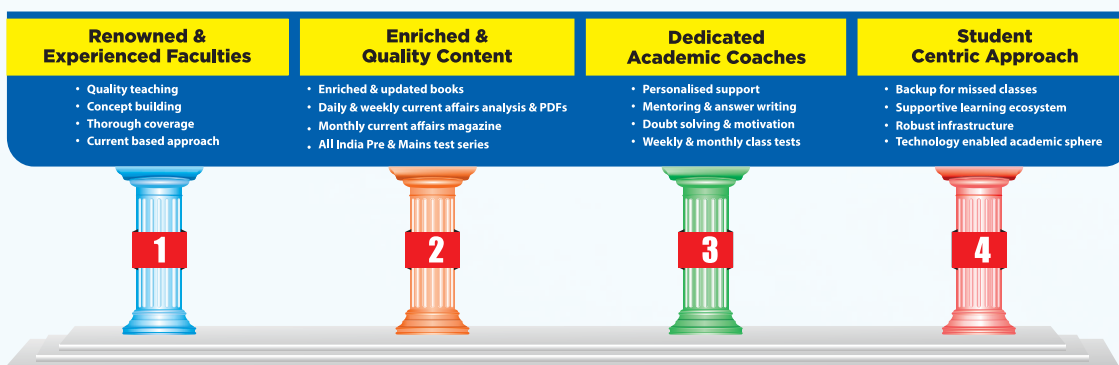 Renowned &
Experienced Faculties
• Quality teaching
• Concept building
• Thorough coverage
• Current based approach
Enriched &
Quality Content
• Enriched & updated books
• Daily & weekly current affairs analysis & PDFs
• Monthly current affairs magazine
• All India Pre & Mains test series
Dedicated
Academic Coaches
• Personalised support
• Mentoring & answer writing
• Doubt solving & motivation
• Weekly & monthly class tests
Student
Centric Approach
• Backup for missed classes
• Supportive learning ecosystem
• Robust infrastructure
• Technology enabled academic sphere
1
2
3
4